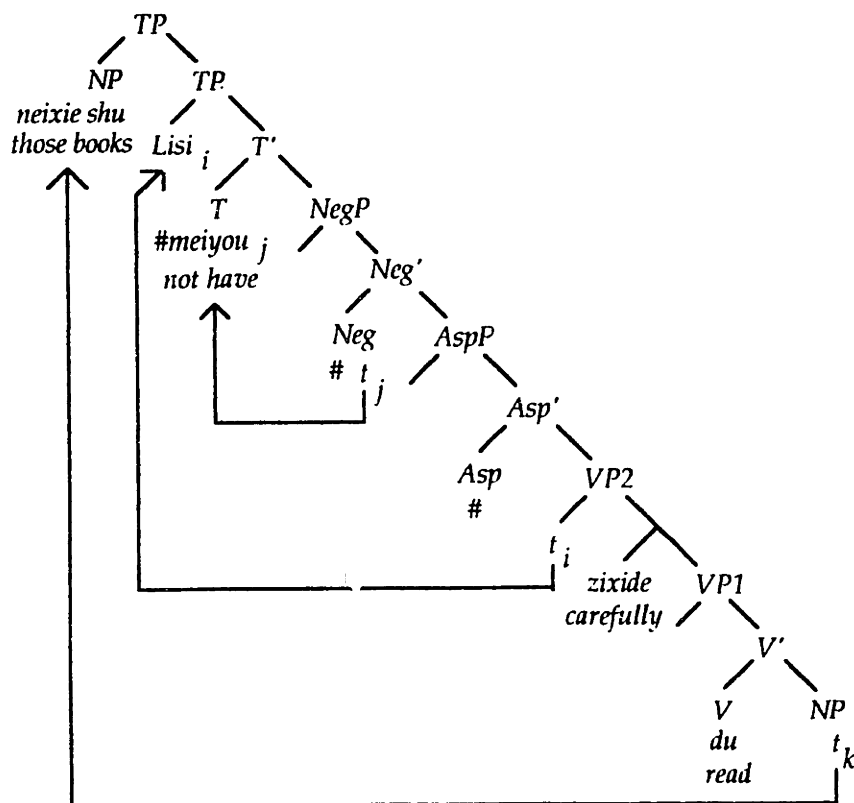 TP
NP TP
neixie shu
those books Lisi i T'
T NegP
#meiyou j
not have Neg'
Neg AspP
# t j
Asp'
Asp VP2
#
t i
zixide VP1
carefully
V'
V NP
du t k
read